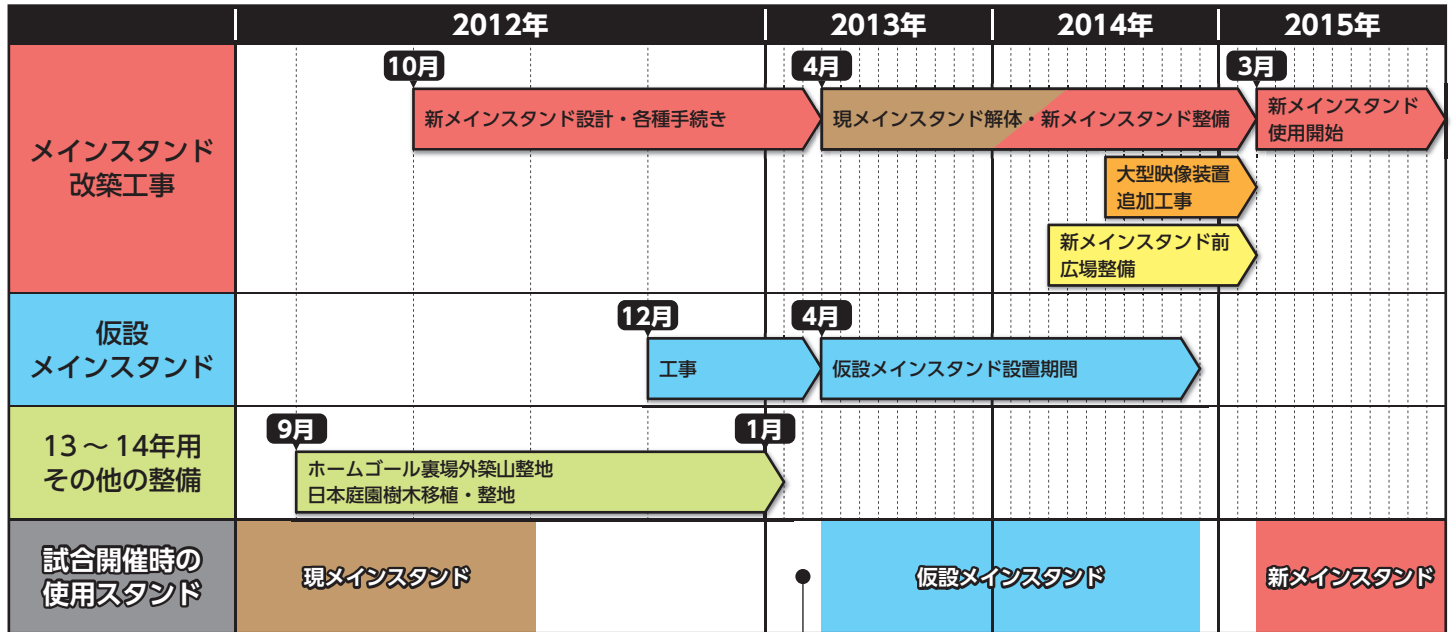 2012年
2013年
2014年
2015年
メインスタンド
改築工事
10月
4月
3月
新メインスタンド設計・各種手続き
現メインスタンド解体・新メインスタンド整備
新メインスタンド
使用開始
大型映像装置
追加工事
新メインスタンド前
広場整備
仮設
メインスタンド
12月
4月
工事
仮設メインスタンド設置期間
13～14年用
その他の整備
9月
1月
ホームゴール裏場外築山整地
日本庭園樹木移植・整地
試合開催時の
使用スタンド
現メインスタンド
仮設メインスタンド
新メインスタンド